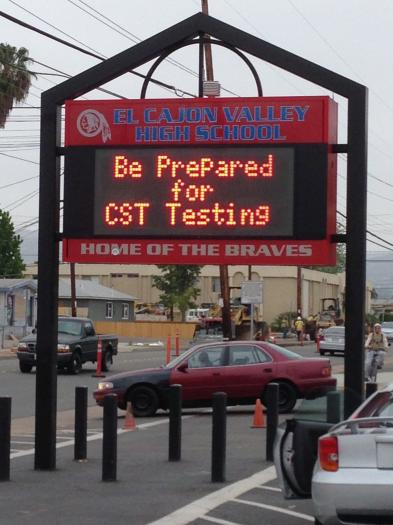 EL CAJON VALLEY
HIGH SCHOOL
Be PrePared
for
CST Testing
HOME OF THE BRAVES